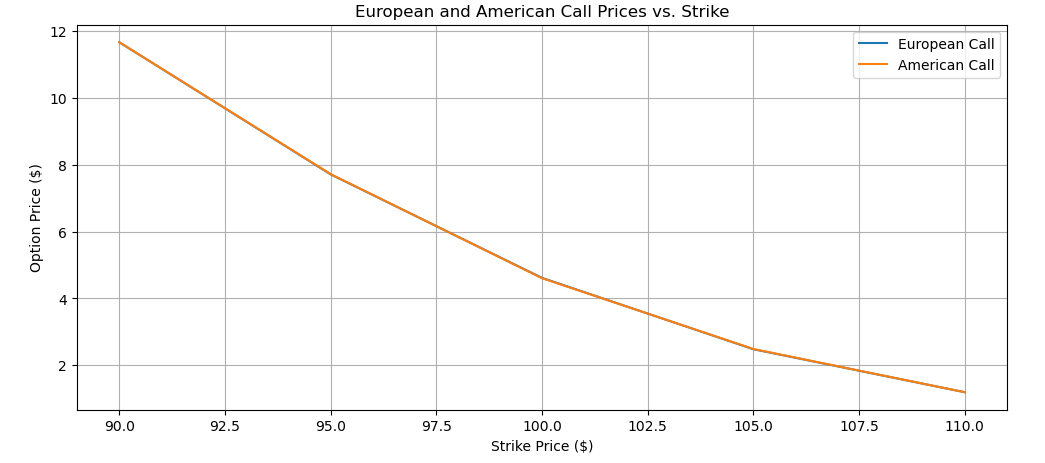 European and American Call Prices vs. Strike
12
10
8
6
4
2
Option Price ($)
European Call
American Call
90.0 92.5 95.0 97.5 100.0 102.5 105.0 107.5 110.0
Strike Price ($)